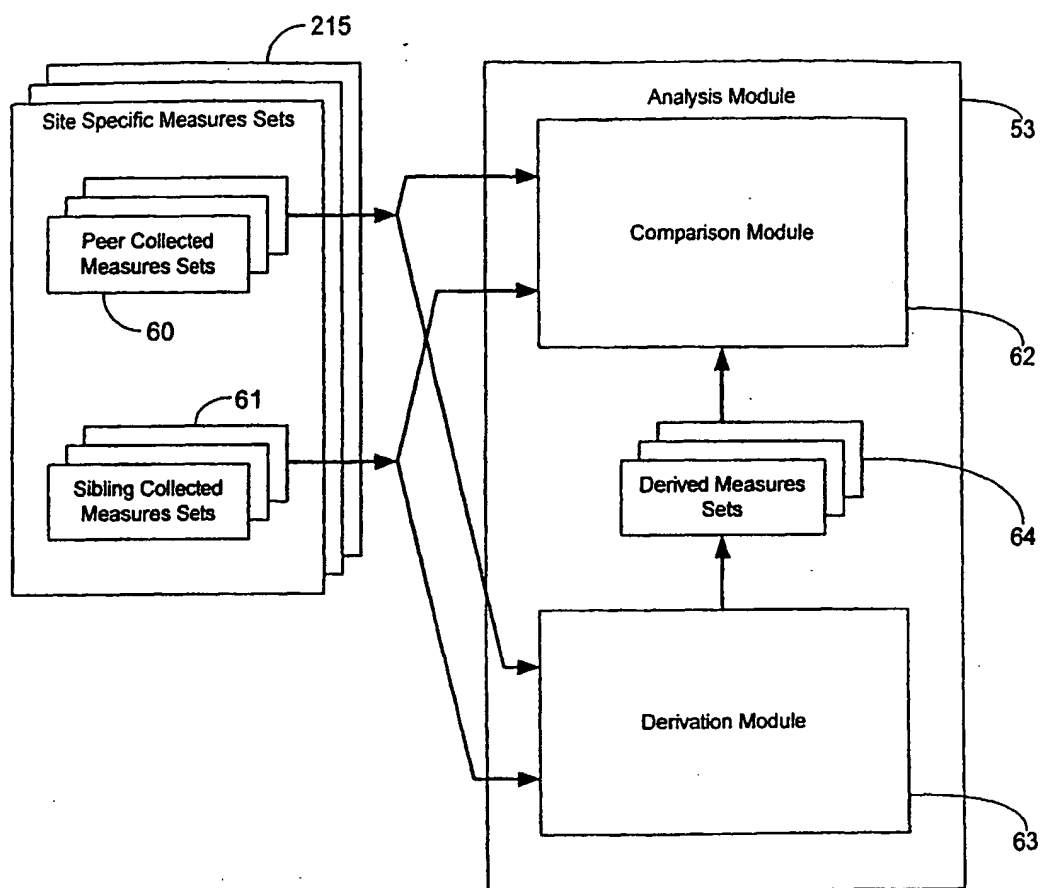 215
Site Specific Measures Sets
Peer Collected
Measures Sets
60
61
Sibling Collected
Measures Sets
Analysis Module
53
Comparison Module
62
Derived Measures
Sets
64
Derivation Module
63